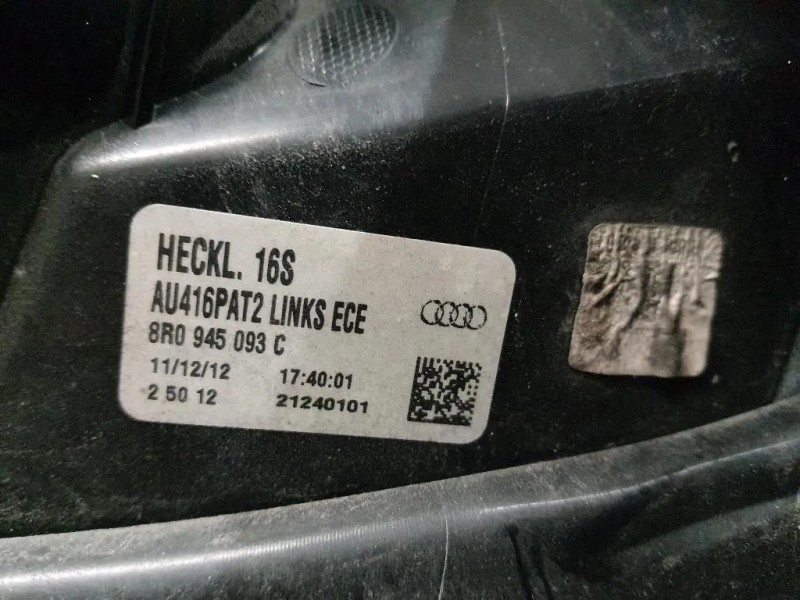 HECKL. 16S
AU416PAT2 LINKS ECE
8R0 945 093 C
11/12/12 17:40:01
2 50 12 21240101